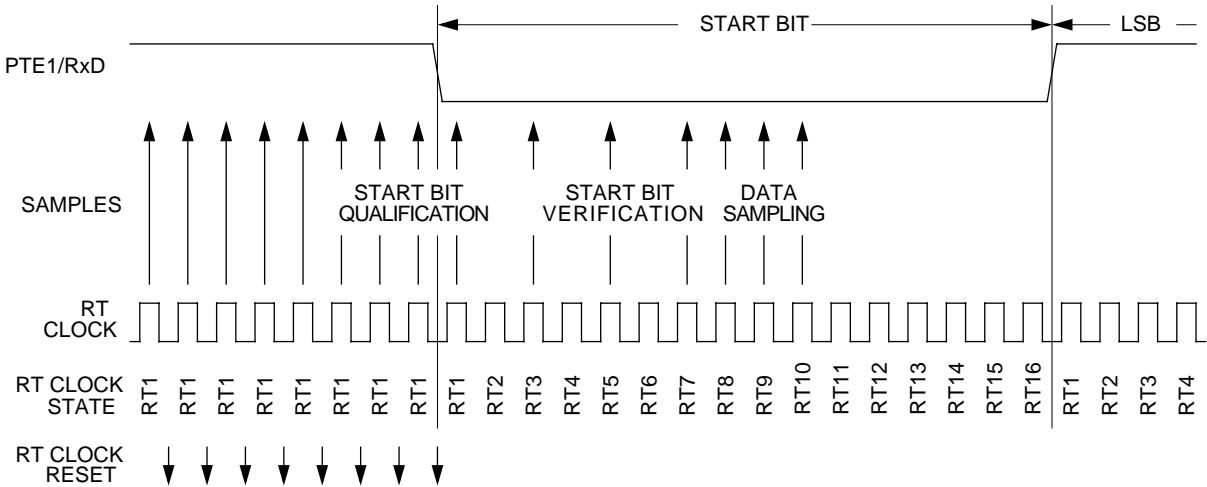 START BIT
LSB
PTE1/RxD
SAMPLES
START BIT
QUALIFICATION
START BIT
VERIFICATION
DATA
SAMPLING
RT
CLOCK
RT CLOCK
STATE
RT1 RT1 RT1 RT1 RT1 RT1 RT1 RT1 RT1 RT2 RT3 RT4 RT5 RT6 RT7 RT8 RT9 RT10 RT11 RT12 RT13 RT14 RT15 RT16 RT1 RT2 RT3 RT4
RT CLOCK
RESET